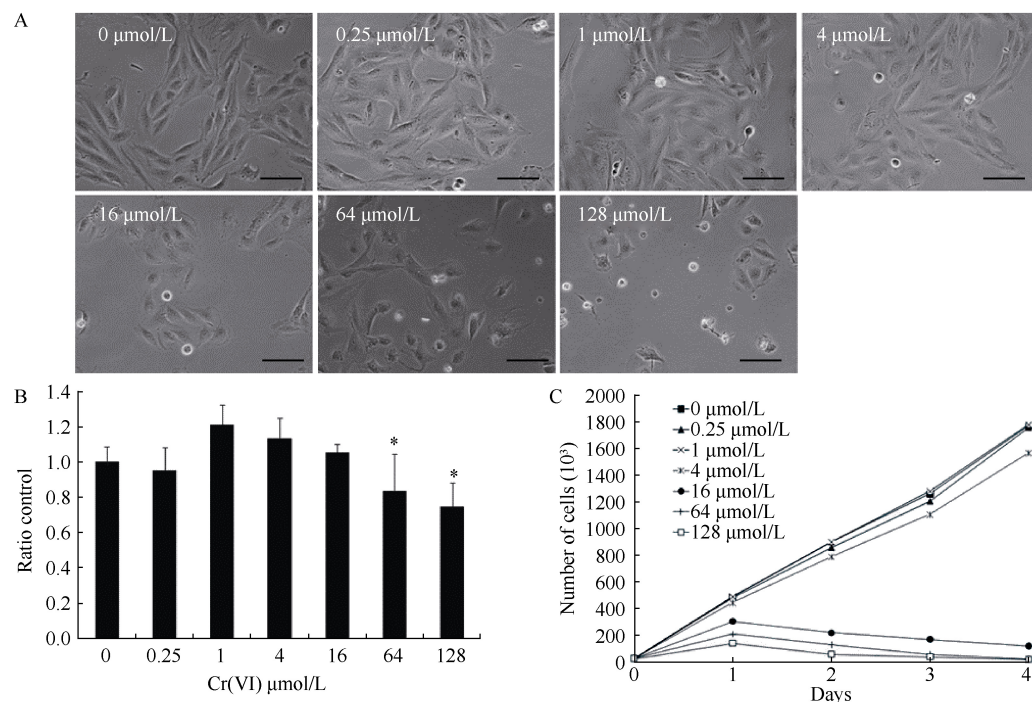 A
0 μmol/L
0.25 μmol/L
1 μmol/L
4 μmol/L
16 μmol/L
64 μmol/L
128 μmol/L
B
Ratio control
1.4
1.2
1.0
0.8
0.6
0.4
0.2
0.0
*
*
0 0.25 1 4 16 64 128
Cr(VI) μmol/L
C
Number of cells (10³)
2000
1800
1600
1400
1200
1000
800
600
400
200
0
0 μmol/L
0.25 μmol/L
1 μmol/L
4 μmol/L
16 μmol/L
64 μmol/L
128 μmol/L
0 1 2 3 4
Days